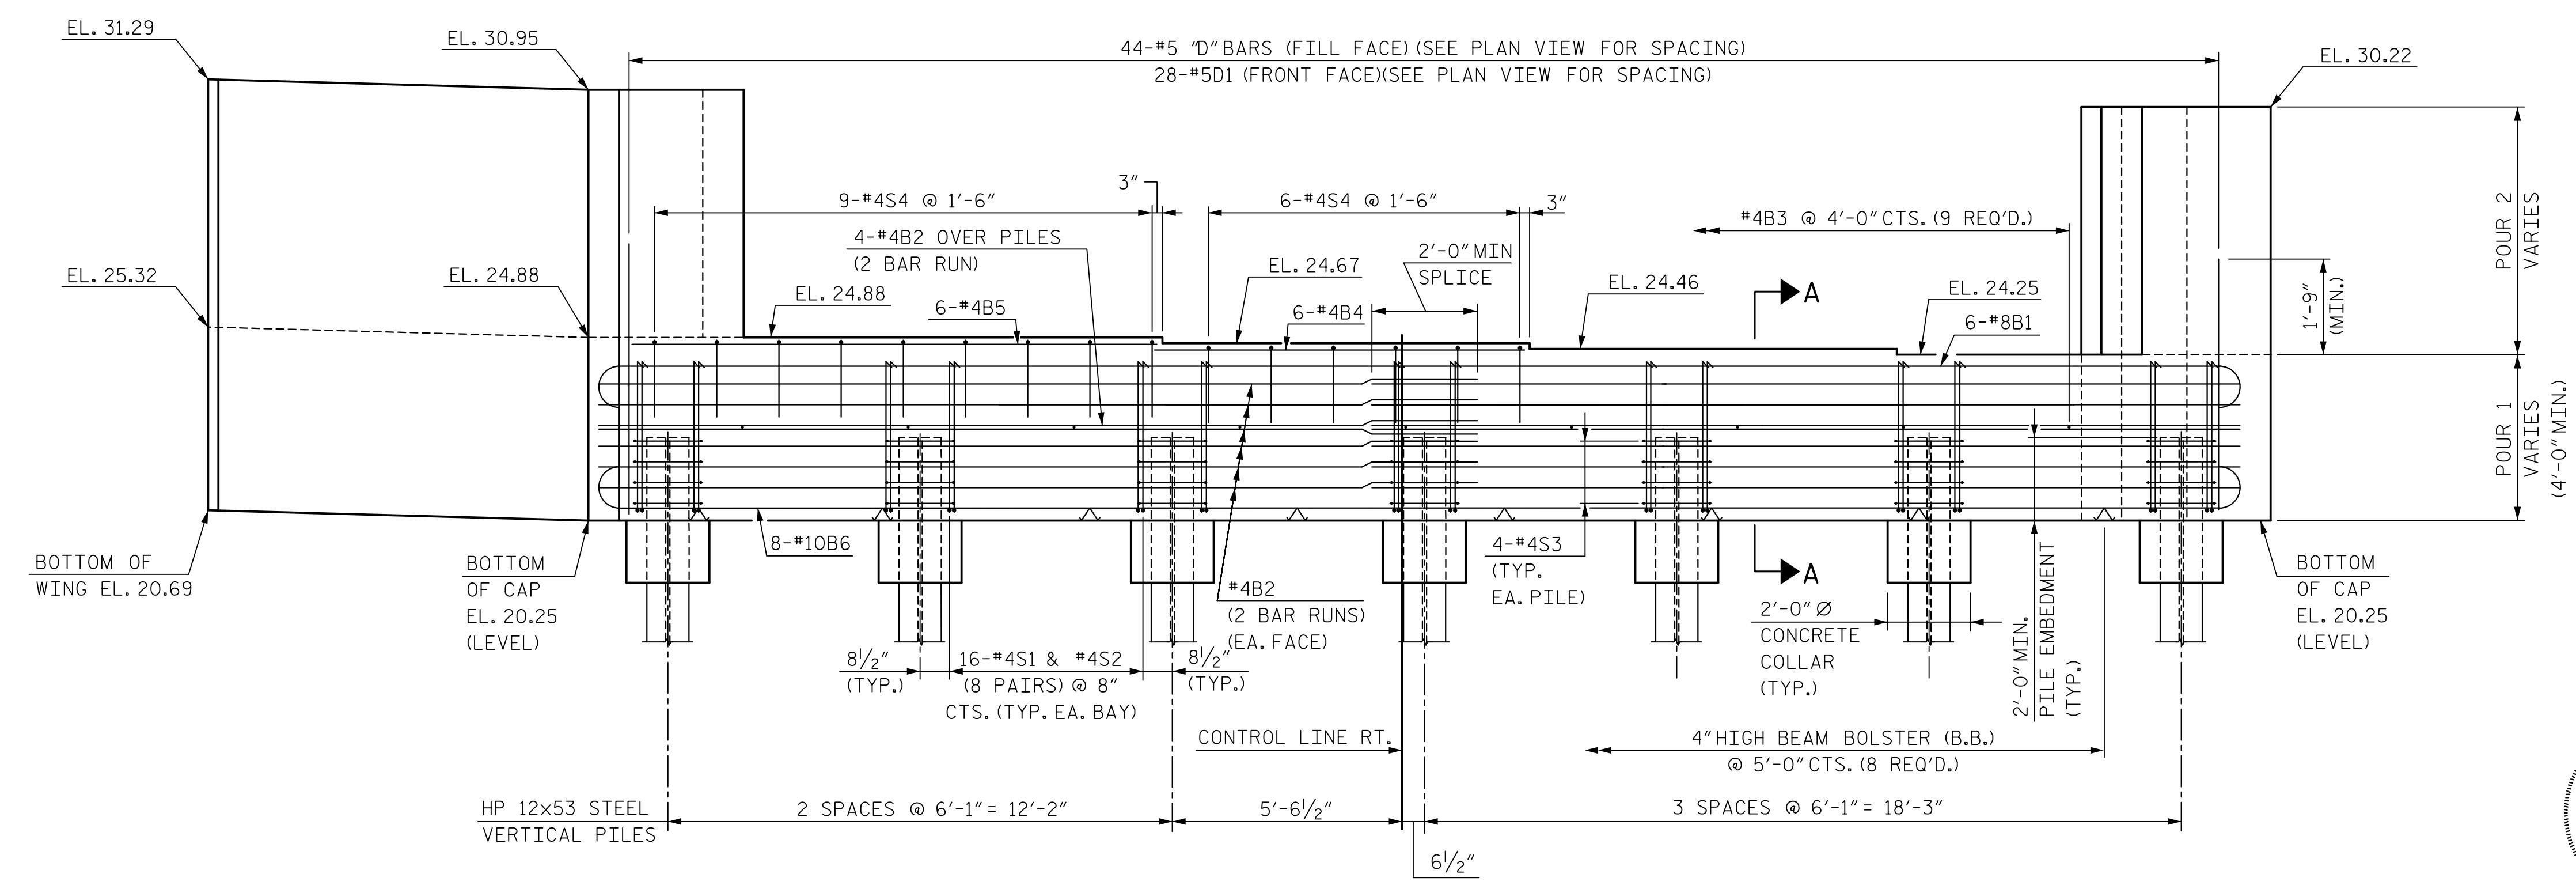 EL. 31.29
EL. 30.95
44-#5 "D" BARS (FILL FACE) (SEE PLAN VIEW FOR SPACING)
28-#5D1 (FRONT FACE)(SEE PLAN VIEW FOR SPACING)
EL. 30.22
3"
9-#4S4 @ 1'-6"
6-#4S4 @ 1'-6"
3"
#4B3 @ 4'-0" CTS. (9 REQ'D.)
POUR 2
VARIES
4-#4B2 OVER PILES
(2 BAR RUN)
2'-0" MIN
SPLICE
EL. 25.32
EL. 24.88
EL. 24.88
EL. 24.67
EL. 24.46
A
EL. 24.25
1'-9"
(MIN.)
6-#4B5
6-#4B4
6-#8B1
POUR 1
VARIES
(4'-0" MIN.)
BOTTOM OF
WING EL. 20.69
BOTTOM
OF CAP
EL. 20.25
(LEVEL)
8-#10B6
#4B2
(2 BAR RUNS)
(EA. FACE)
4-#4S3
(TYP.
EA. PILE)
A
2'-0" Ø
CONCRETE
COLLAR
(TYP.)
2'-0" MIN.
PILE EMBEDMENT
(TYP.)
BOTTOM
OF CAP
EL. 20.25
(LEVEL)
8½"
(TYP.)
16-#4S1 & #4S2
(8 PAIRS) @ 8"
CTS. (TYP. EA. BAY)
8½"
(TYP.)
CONTROL LINE RT.
4" HIGH BEAM BOLSTER (B.B.)
@ 5'-0" CTS. (8 REQ'D.)
HP 12x53 STEEL
VERTICAL PILES
2 SPACES @ 6'-1" = 12'-2"
5'-6½"
3 SPACES @ 6'-1" = 18'-3"
6½"